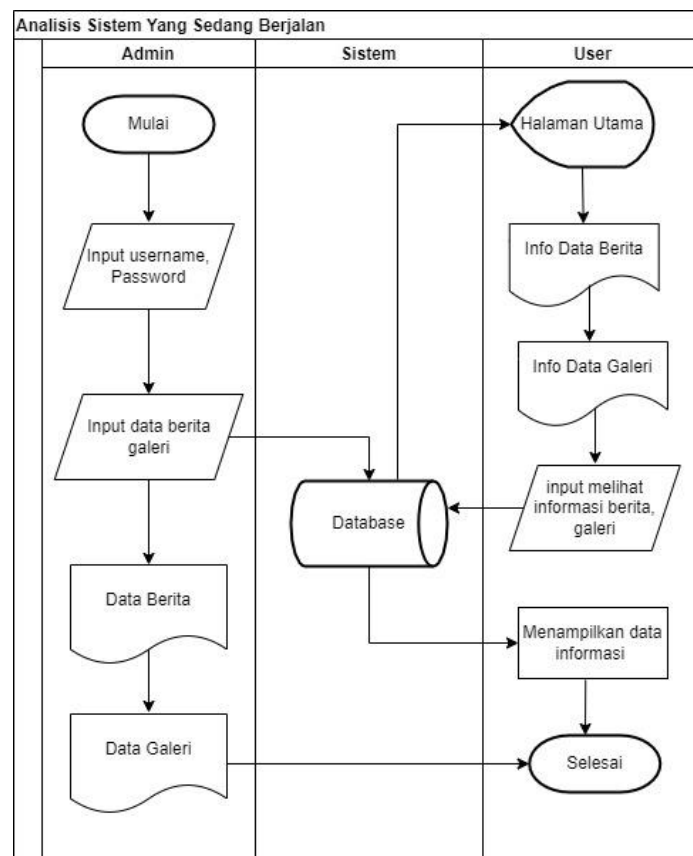 Analisis Sistem Yang Sedang Berjalan
Admin
Sistem
User
Mulai
Input username,
Password
Input data berita
galeri
Data Berita
Data Galeri
Database
Halaman Utama
Info Data Berita
Info Data Galeri
input melihat
informasi berita,
galeri
Menampilkan data
informasi
Selesai